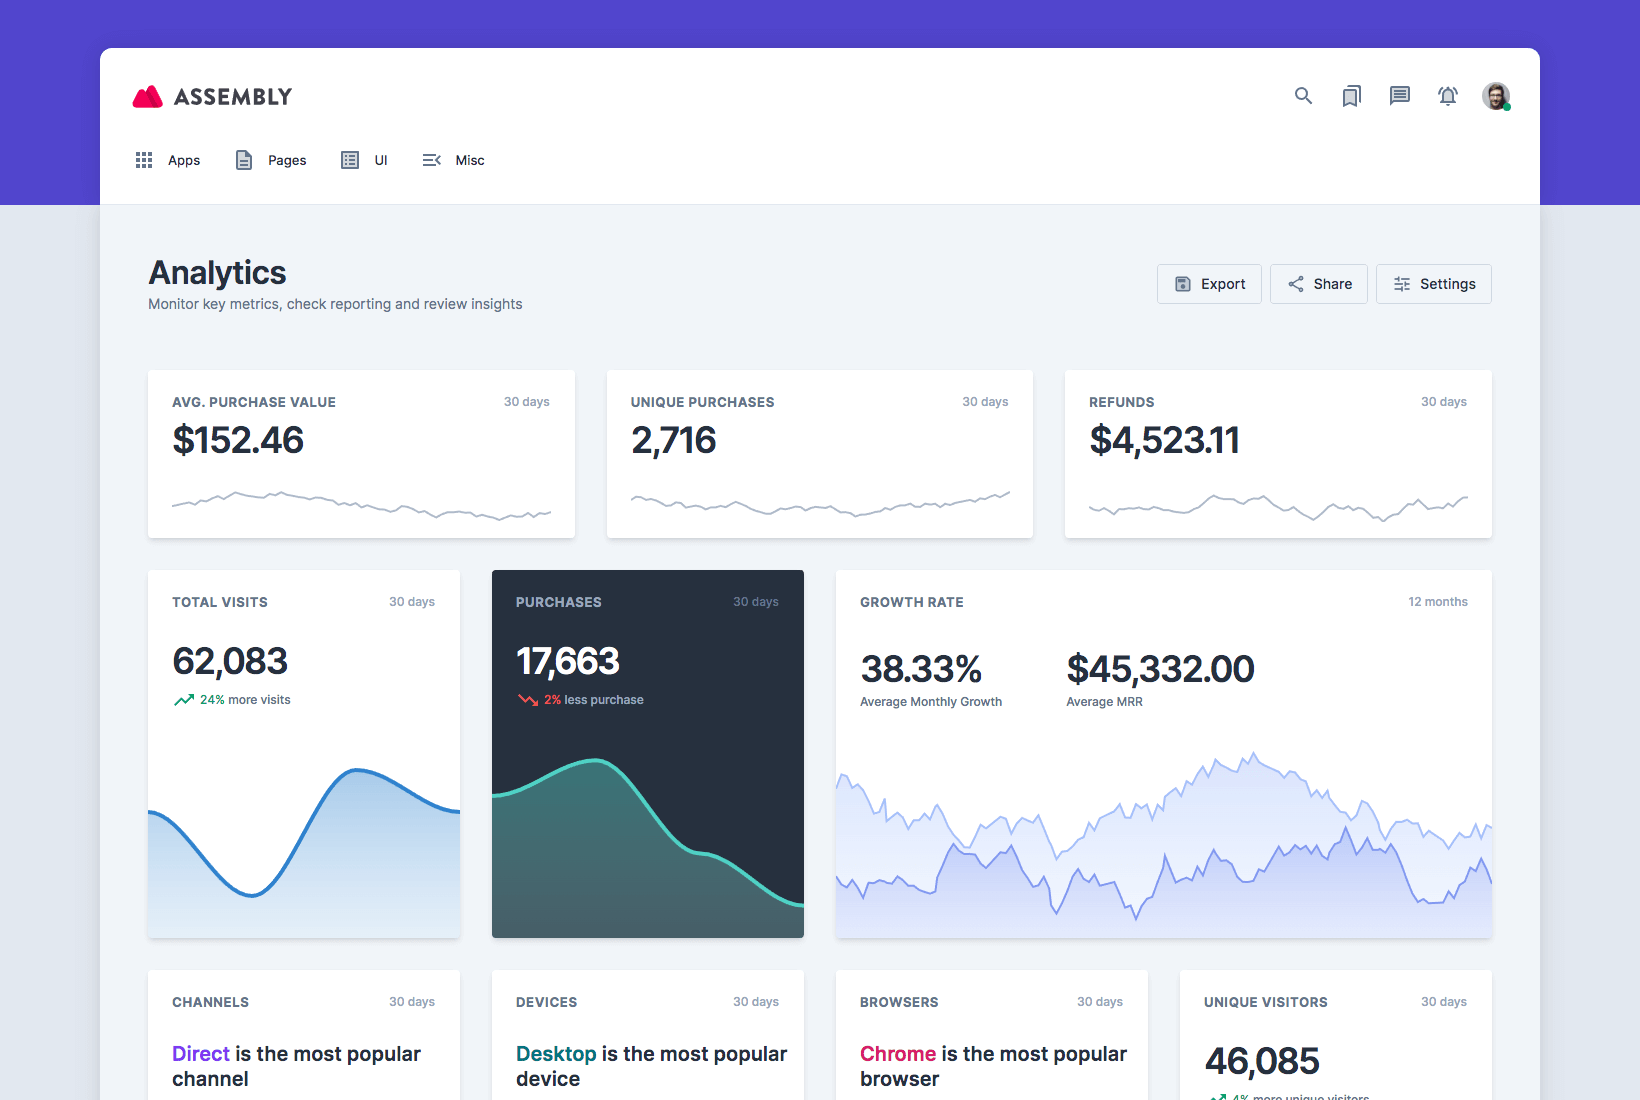 ASSEMBLY
Apps
Pages
UI
Misc
Analytics
Monitor key metrics, check reporting and review insights
Export
Share
Settings
AVG. PURCHASE VALUE
30 days
$152.46
UNIQUE PURCHASES
30 days
2,716
REFUNDS
30 days
$4,523.11
TOTAL VISITS
30 days
62,083
24% more visits
PURCHASES
30 days
17,663
2% less purchase
GROWTH RATE
12 months
38.33%
Average Monthly Growth
$45,332.00
Average MRR
CHANNELS
30 days
Direct is the most popular
channel
DEVICES
30 days
Desktop is the most popular
device
BROWSERS
30 days
Chrome is the most popular
browser
UNIQUE VISITORS
30 days
46,085
4% more unique visitors